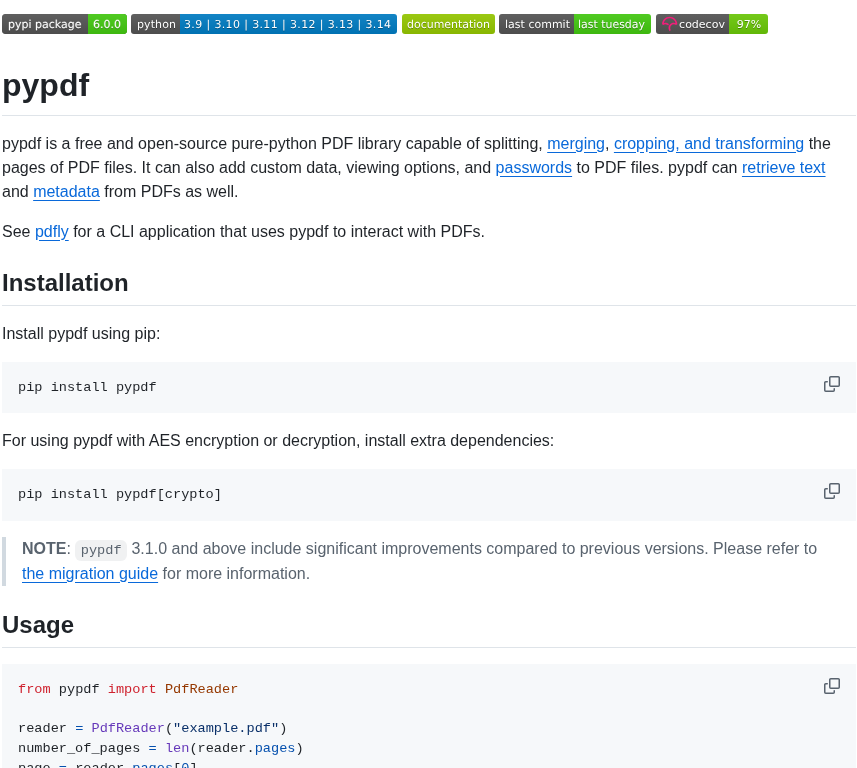 pypi package 6.0.0 python 3.9 | 3.10 | 3.11 | 3.12 | 3.13 | 3.14 documentation last commit last tuesday codecov 97%
pypdf
pypdf is a free and open-source pure-python PDF library capable of splitting, merging, cropping, and transforming the
pages of PDF files. It can also add custom data, viewing options, and passwords to PDF files. pypdf can retrieve text
and metadata from PDFs as well.
See pdfly for a CLI application that uses pypdf to interact with PDFs.
Installation
Install pypdf using pip:
pip install pypdf
For using pypdf with AES encryption or decryption, install extra dependencies:
pip install pypdf[crypto]
NOTE: pypdf 3.1.0 and above include significant improvements compared to previous versions. Please refer to
the migration guide for more information.
Usage
from pypdf import PdfReader
reader = PdfReader("example.pdf")
number_of_pages = len(reader.pages)
page = reader.pages[0]